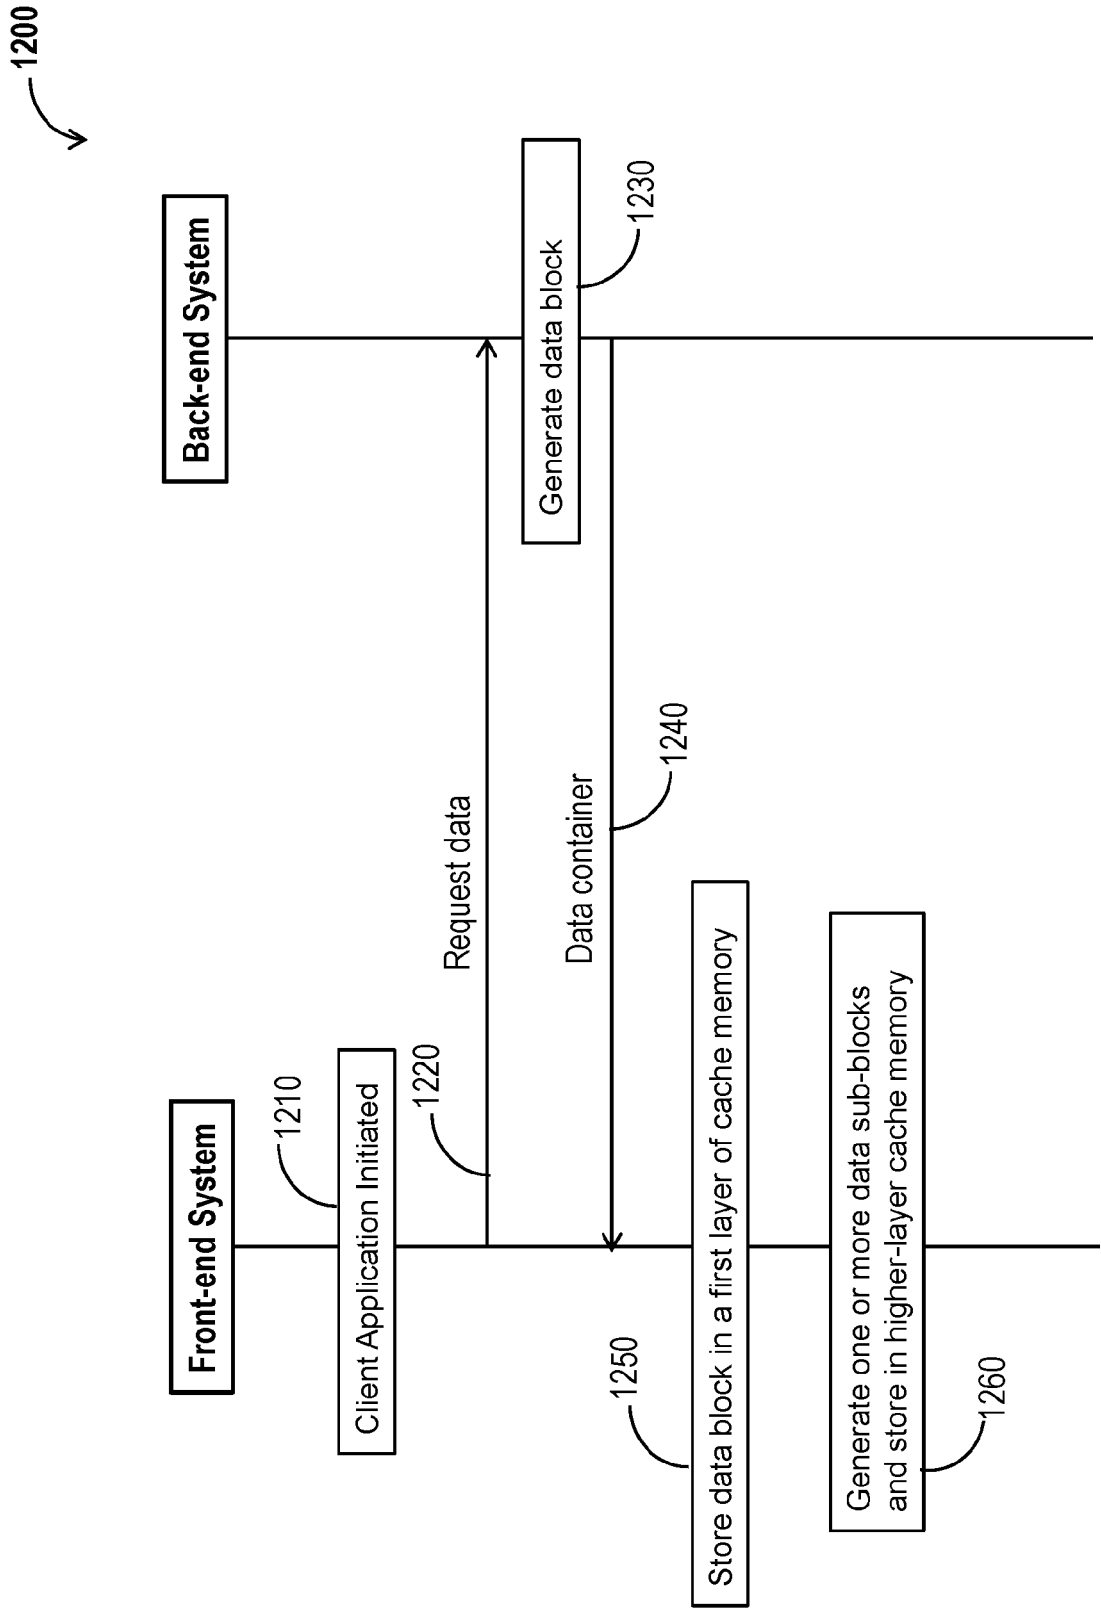 1200
Front-end System
Back-end System
1210
Client Application Initiated
1220
Request data
Generate data block
1230
Data container
1240
1250
Store data block in a first layer of cache memory
Generate one or more data sub-blocks
and store in higher-layer cache memory
1260